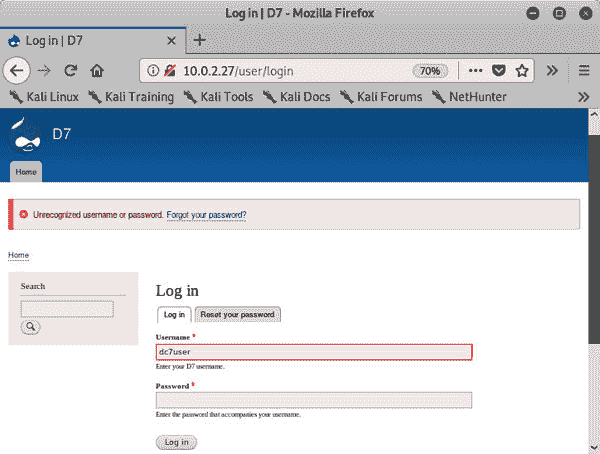 Log in | D7 - Mozilla Firefox
Log in | D7
10.0.2.27/user/login 70%
Kali Linux Kali Training Kali Tools Kali Docs Kali Forums NetHunter
D7
Home
Unrecognized username or password. Forgot your password?
Home
Search
Log in
Log in Reset your password
Username *
dc7user
Enter your D7 username.
Password *
Enter the password that accompanies your username.
Log in